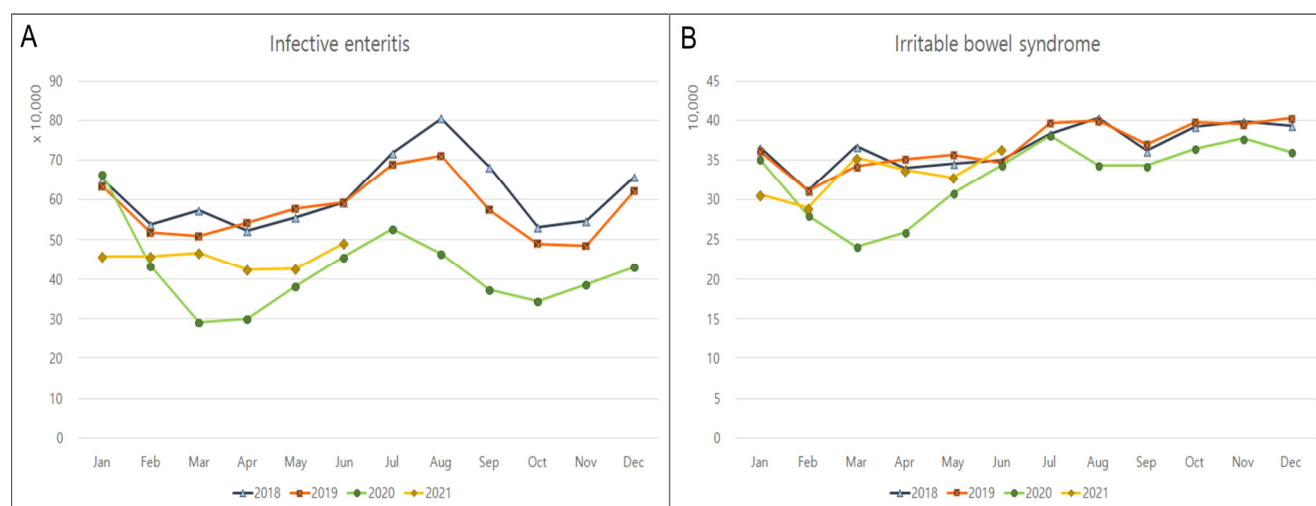 A
Infective enteritis
x 10,000
90
80
70
60
50
40
30
20
10
0
Jan Feb Mar Apr May Jun Jul Aug Sep Oct Nov Dec
2018 2019 2020 2021
B
Irritable bowel syndrome
10,000
45
40
35
30
25
20
15
10
5
0
Jan Feb Mar Apr May Jun Jul Aug Sep Oct Nov Dec
2018 2019 2020 2021